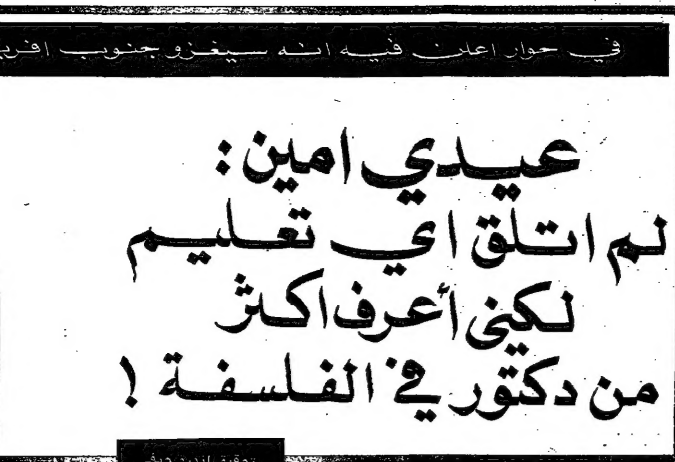 في حوار اعلن فيه انه سيغزو جنوب افري
عيدي امين :
لم اتلق اي تعليم
لكني أعرف اكثر
من دكتور في الفلسفة !